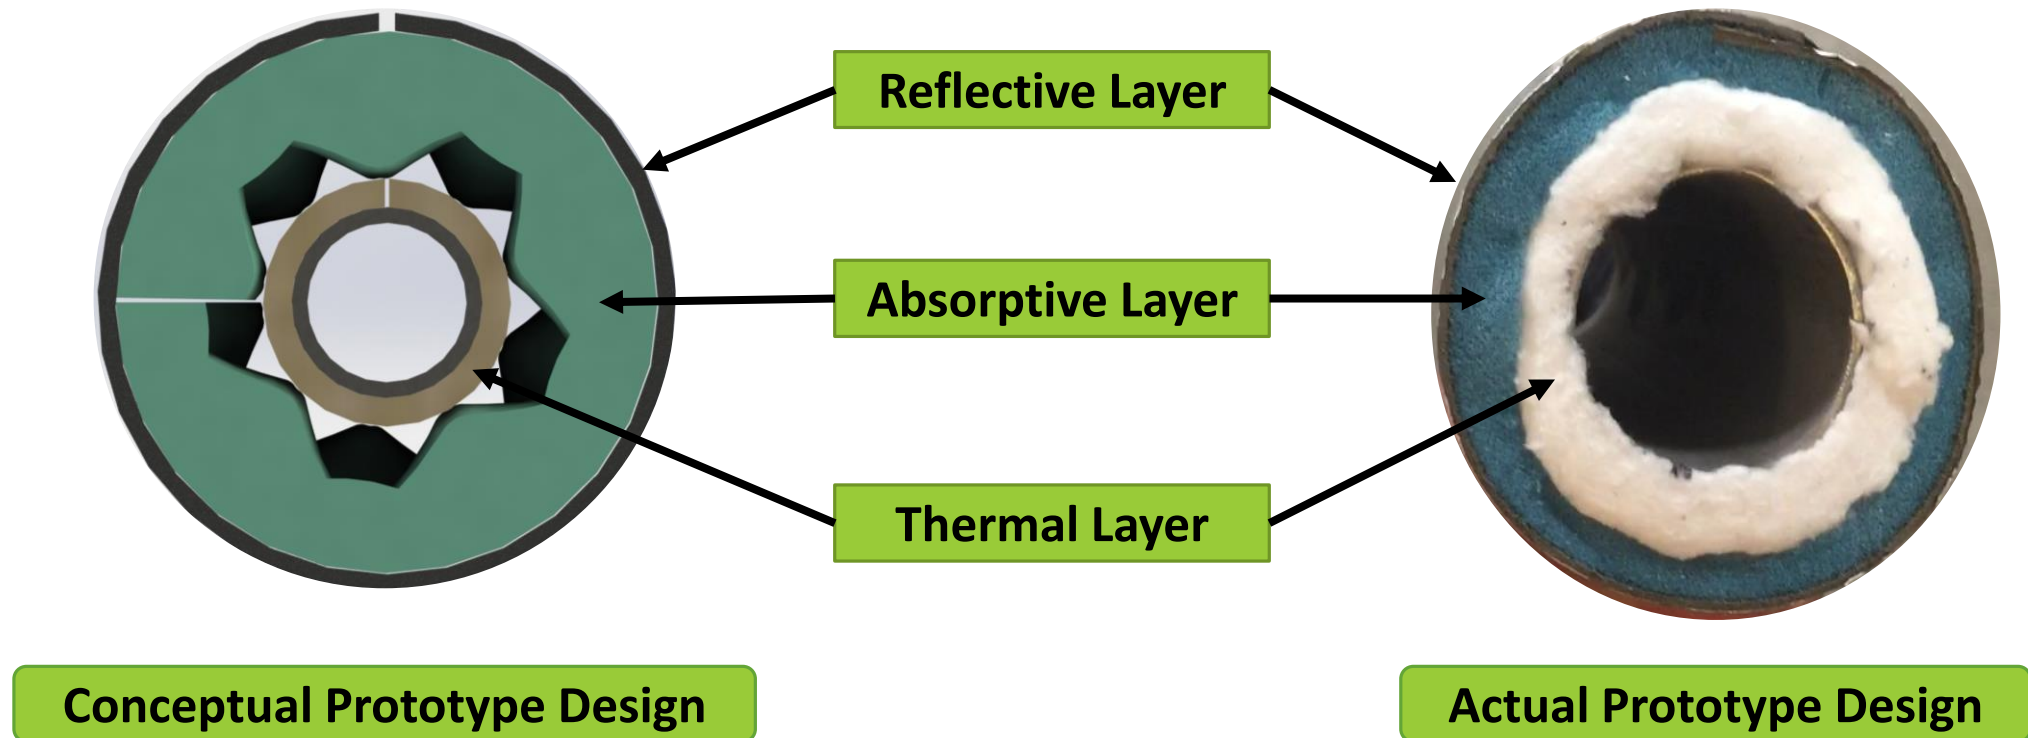 Reflective Layer
Absorptive Layer
Thermal Layer
Conceptual Prototype Design
Actual Prototype Design